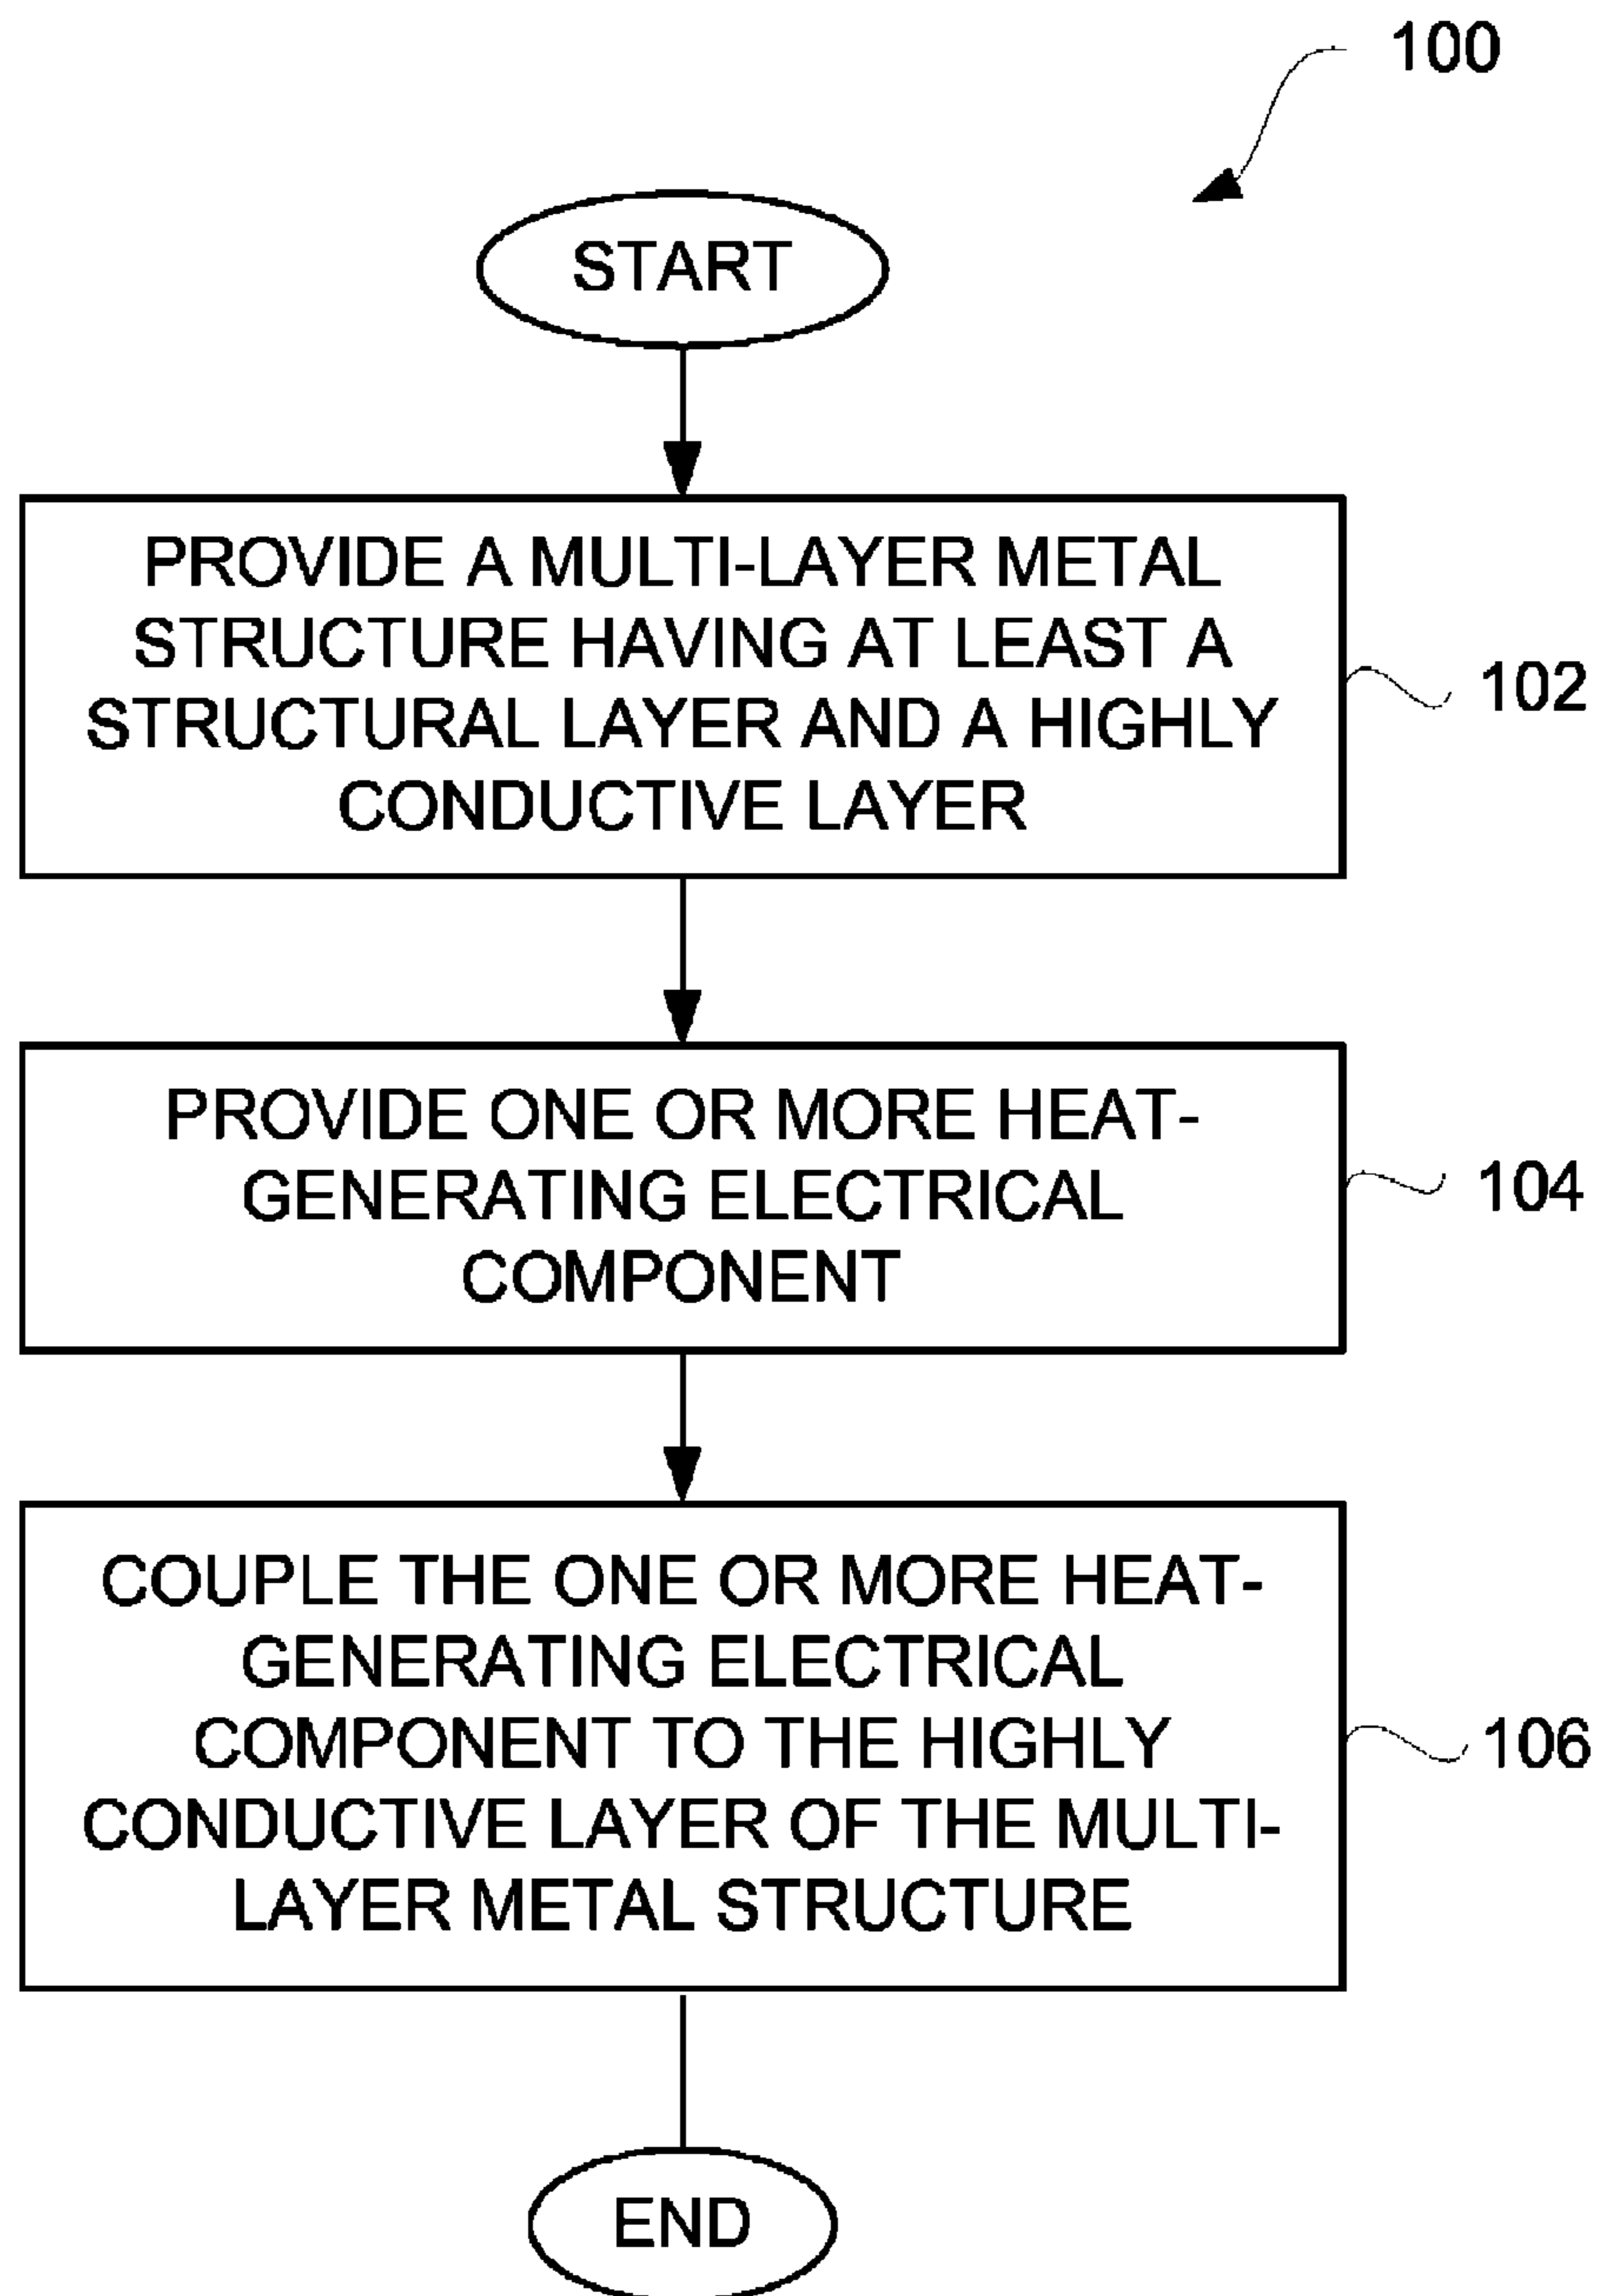 100
START
PROVIDE A MULTI-LAYER METAL
STRUCTURE HAVING AT LEAST A
STRUCTURAL LAYER AND A HIGHLY
CONDUCTIVE LAYER
102
PROVIDE ONE OR MORE HEAT-
GENERATING ELECTRICAL
COMPONENT
104
COUPLE THE ONE OR MORE HEAT-
GENERATING ELECTRICAL
COMPONENT TO THE HIGHLY
CONDUCTIVE LAYER OF THE MULTI-
LAYER METAL STRUCTURE
106
END